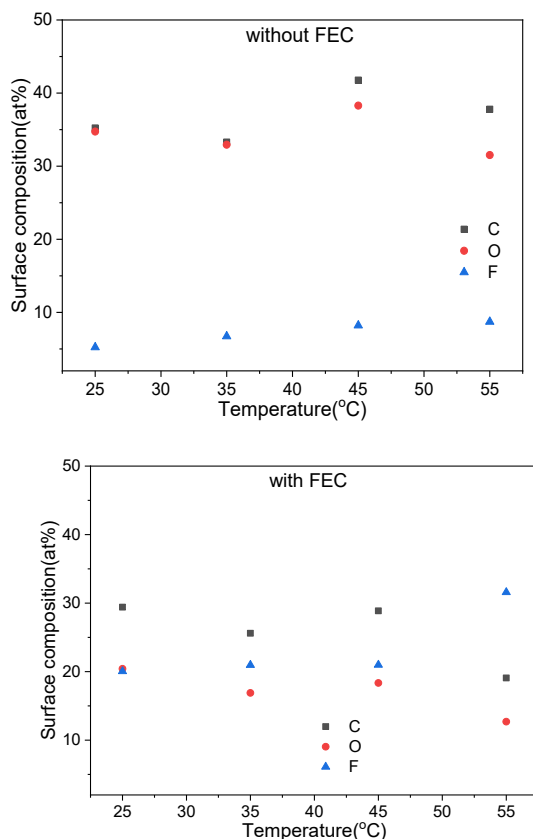 without FEC
50
40
30
20
10
Surface composition(at%)
C
O
F
25 30 35 40 45 50 55
Temperature(°C)
with FEC
50
40
30
20
10
Surface composition(at%)
C
O
F
25 30 35 40 45 50 55
Temperature(°C)